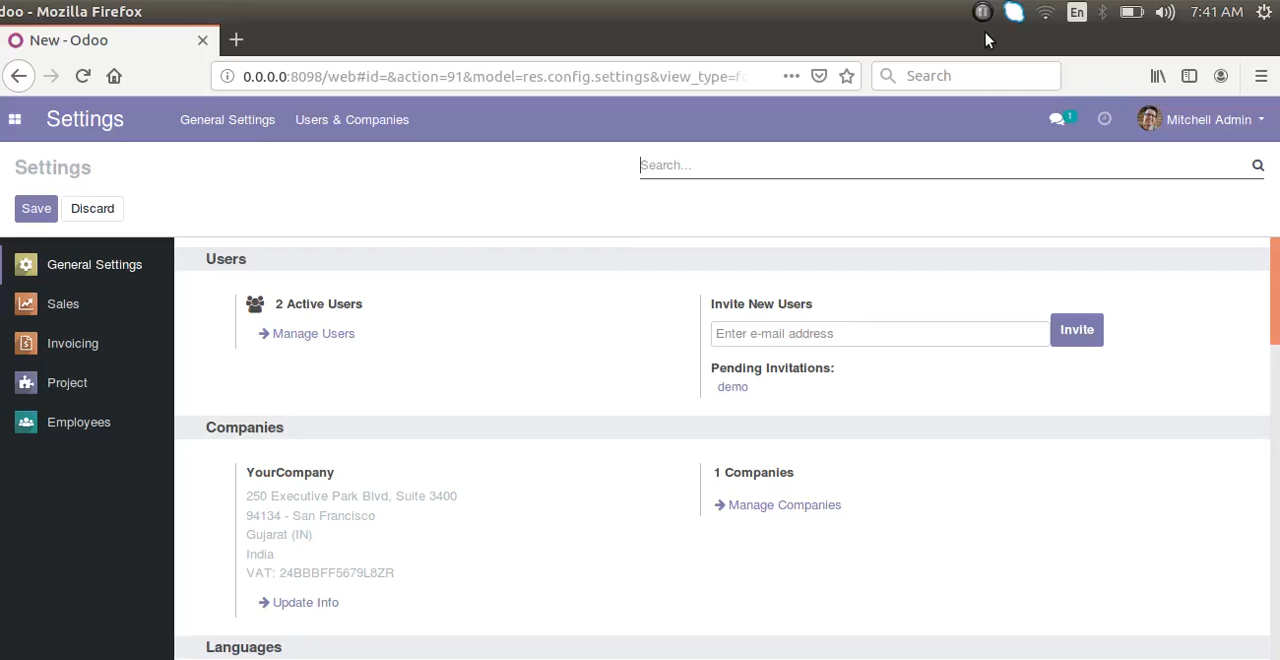 doo - Mozilla Firefox
En
7:41 AM
New - Odoo
0.0.0.0:8098/web#id=&action=91&model=res.config.settings&view_type=fo
Search
Settings
General Settings
Users & Companies
1
Mitchell Admin
Settings
Search...
Save
Discard
General Settings
Sales
Invoicing
Project
Employees
Users
2 Active Users
Manage Users
Invite New Users
Enter e-mail address
Invite
Pending Invitations:
demo
Companies
YourCompany
250 Executive Park Blvd, Suite 3400
94134 - San Francisco
Gujarat (IN)
India
VAT: 24BBBFF5679L8ZR
Update Info
1 Companies
Manage Companies
Languages